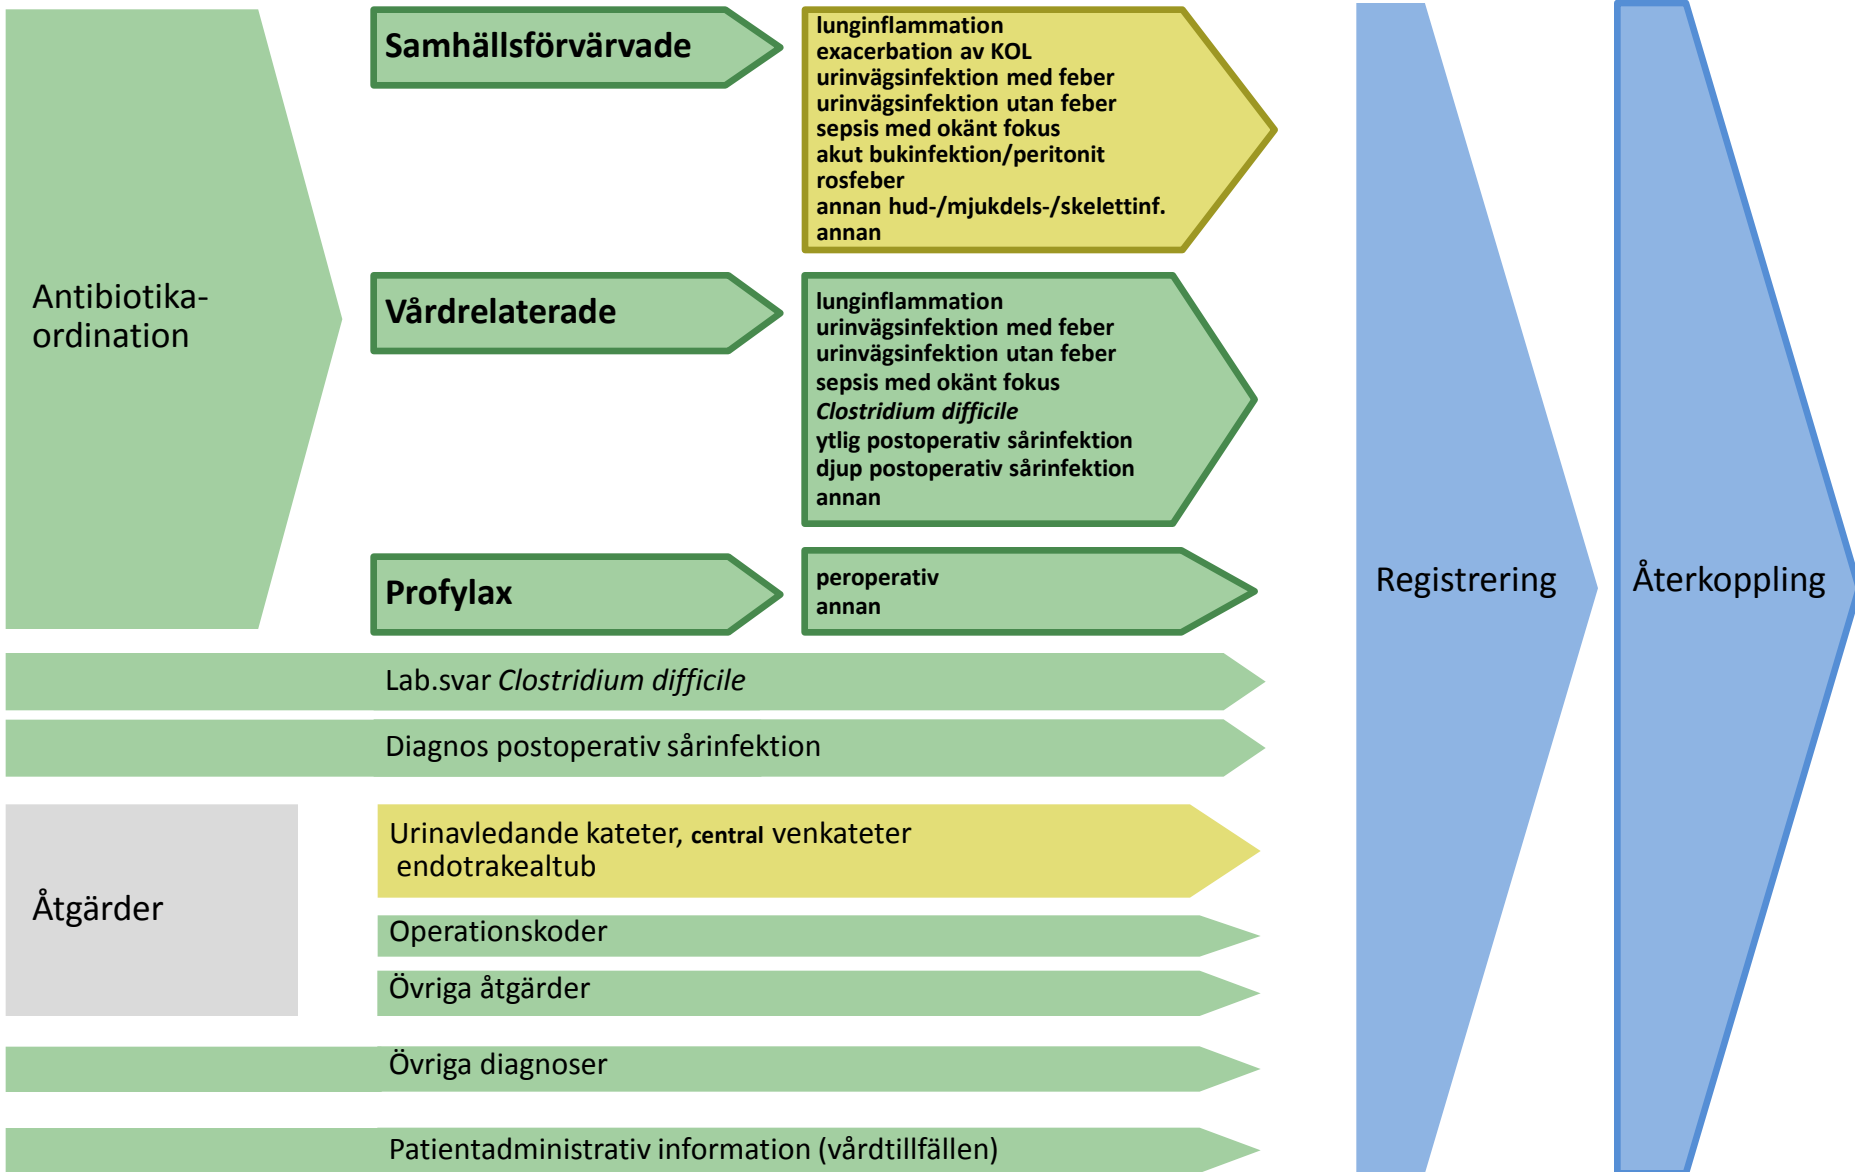 Antibiotika-
ordination
Samhällsförvärvade
lunginflammation
exacerbation av KOL
urinvägsinfektion med feber
urinvägsinfektion utan feber
sepsis med okänt fokus
akut bukinfektion/peritonit
rosfeber
annan hud-/mjukdels-/skelettinf.
annan
Vårdrelaterade
lunginflammation
urinvägsinfektion med feber
urinvägsinfektion utan feber
sepsis med okänt fokus
Clostridium difficile
ytlig postoperativ sårinfektion
djup postoperativ sårinfektion
annan
Profylax
peroperativ
annan
Lab.svar Clostridium difficile
Diagnos postoperativ sårinfektion
Åtgärder
Urinavledande kateter, central venkateter
endotrakealtub
Operationskoder
Övriga åtgärder
Övriga diagnoser
Patientadministrativ information (vårdtillfällen)
Registrering
Återkoppling